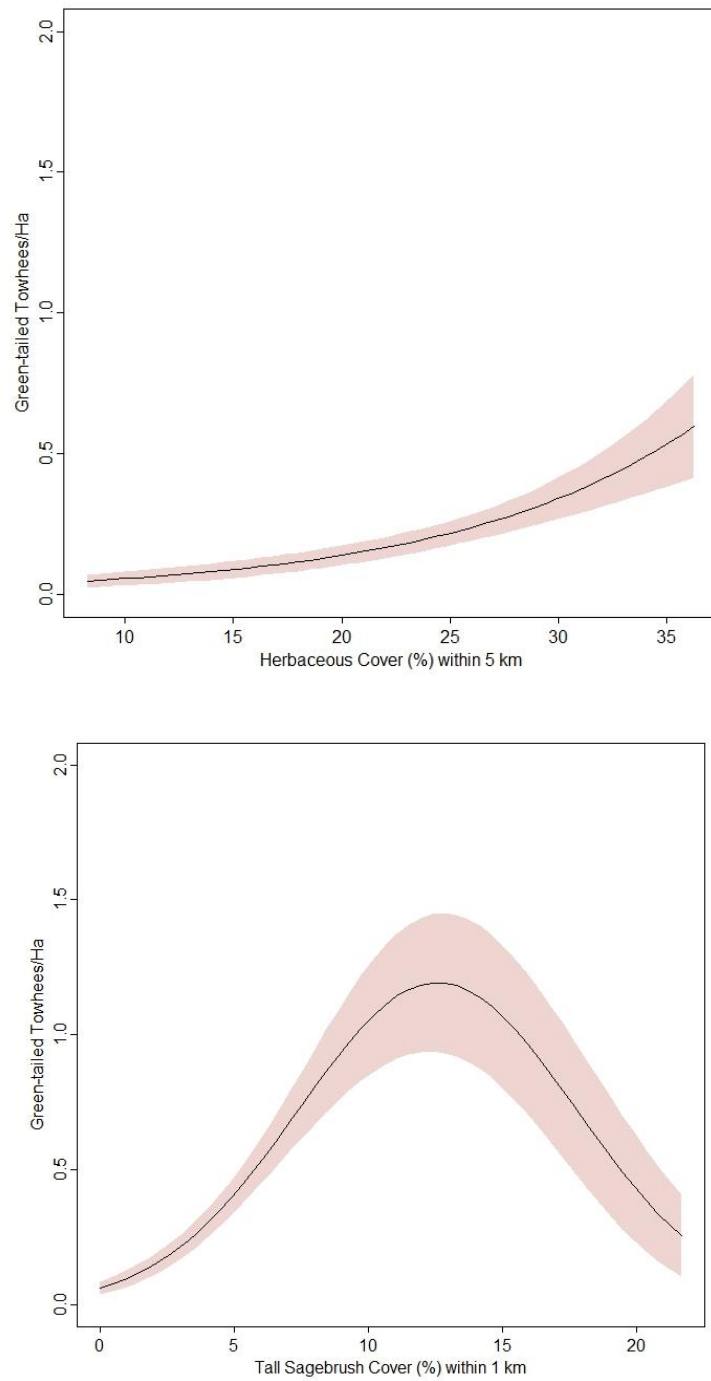 2.0
1.5
1.0
0.5
0.0
Green-tailed Towhees/Ha
10 15 20 25 30 35
Herbaceous Cover (%) within 5 km
2.0
1.5
1.0
0.5
0.0
Green-tailed Towhees/Ha
0 5 10 15 20
Tall Sagebrush Cover (%) within 1 km